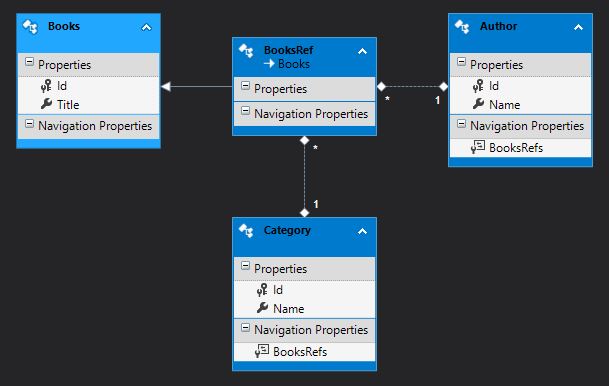 Books
Properties
Id
Title
Navigation Properties
BooksRef
Books
Properties
Navigation Properties
*
1
*
1
Author
Properties
Id
Name
Navigation Properties
BooksRefs
Category
Properties
Id
Name
Navigation Properties
BooksRefs